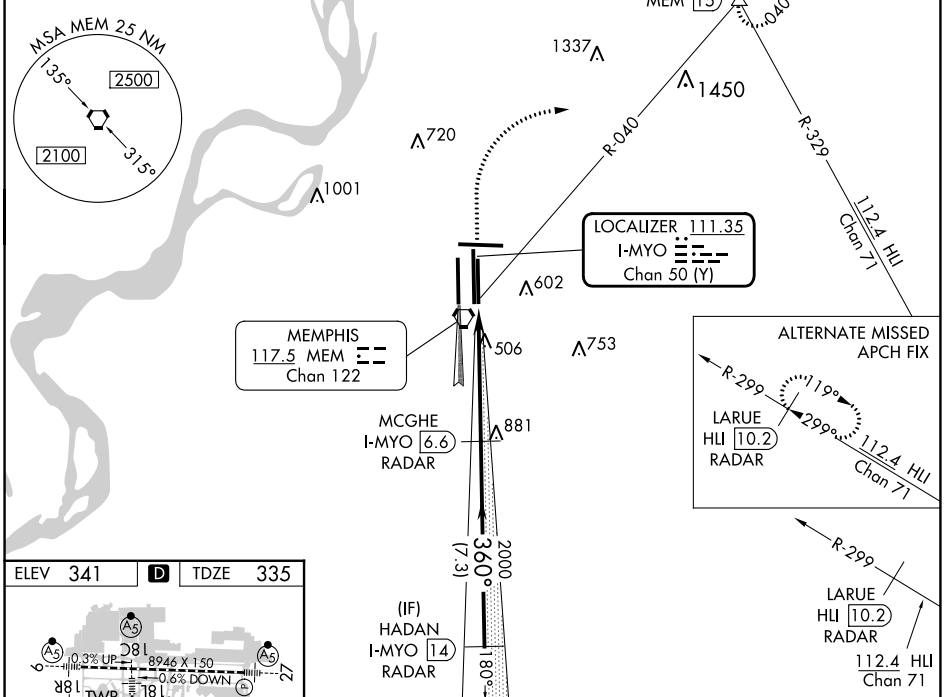 MEM 15
040
MSA MEM 25 NM
135°
2500
2100
315°
1337
1450
720
1001
R-040
R-329
112.4 HLI
Chan 71
LOCALIZER 111.35
I-MYO
Chan 50 (Y)
602
MEMPHIS
117.5 MEM
Chan 122
506
753
ALTERNATE MISSED
APCH FIX
R-299
119°
299°
LARUE
HLI 10.2
RADAR
112.4 HLI
Chan 71
MCGHE
I-MYO 6.6
RADAR
881
2000
360°
(7.3)
R-299
LARUE
HLI 10.2
RADAR
112.4 HLI
Chan 71
(IF)
HADAN
I-MYO 14
RADAR
180°
ELEV 341
D
TDZE 335
A5
A5
A5
18C
0.3% UP
8946 X 150
0.6% DOWN
9
27
18R
18L
P
TWR